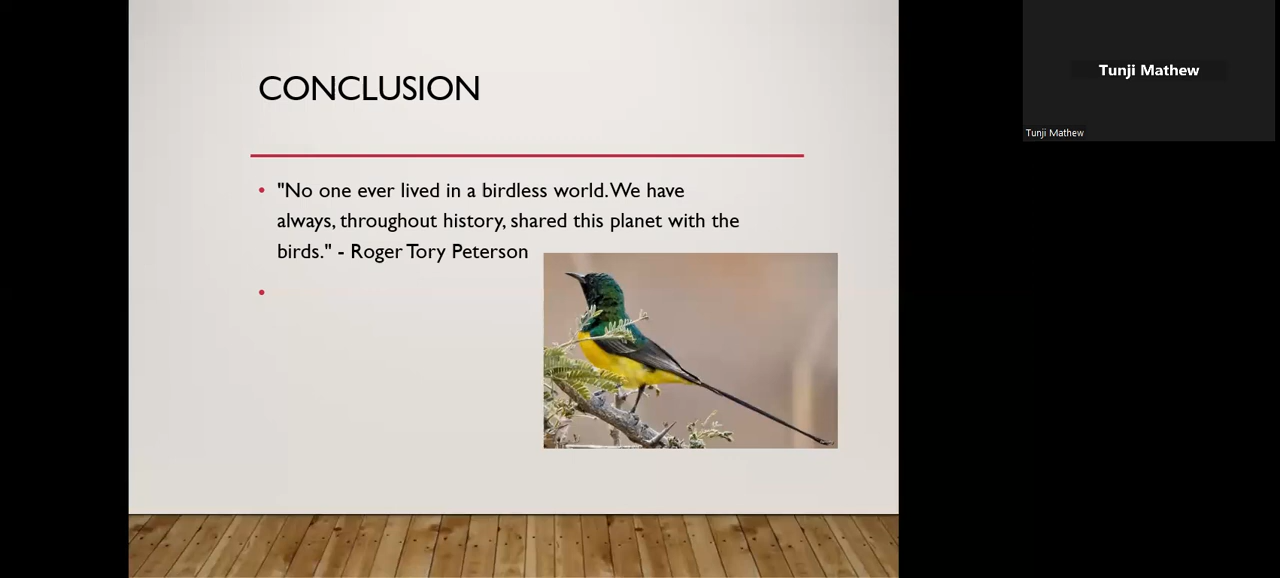 CONCLUSION
"No one ever lived in a birdless world. We have
always, throughout history, shared this planet with the
birds." - Roger Tory Peterson
Tunji Mathew
Tunji Mathew